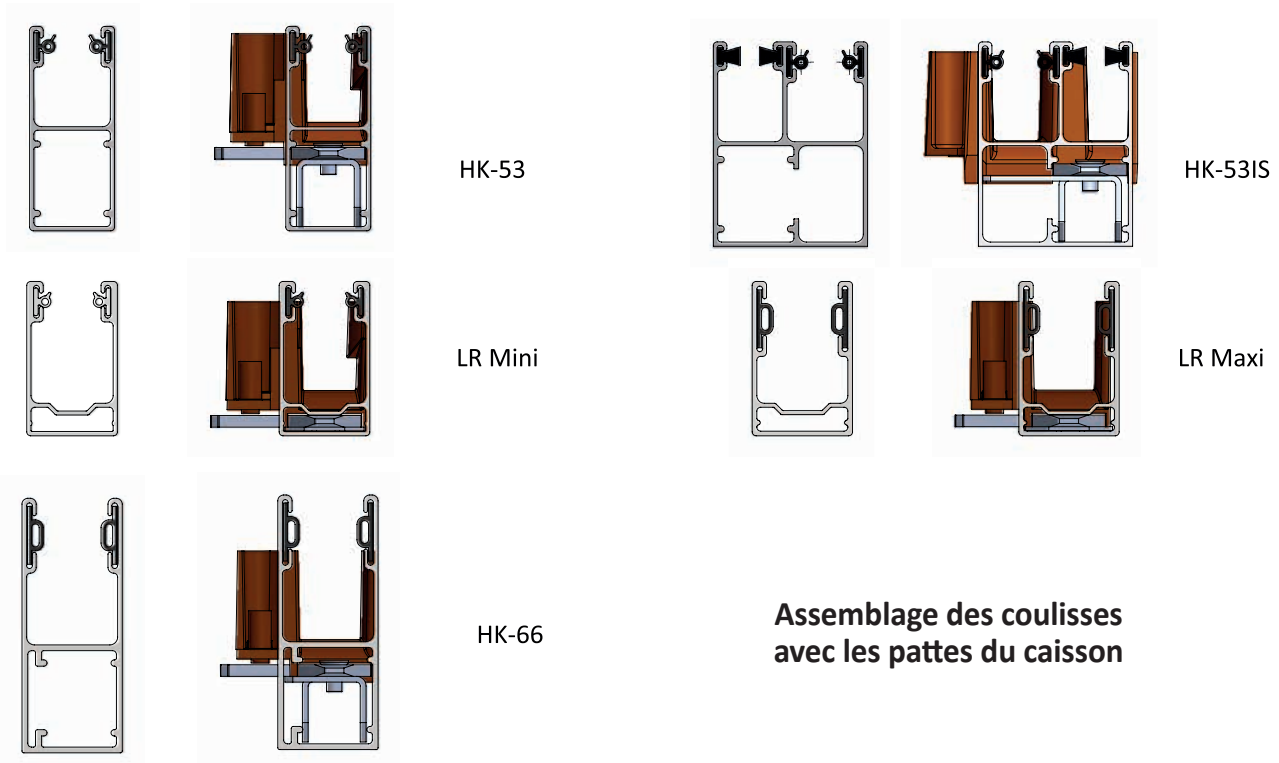 HK-53
HK-53IS
LR Mini
LR Maxi
HK-66
Assemblage des coulisses
avec les pattes du caisson